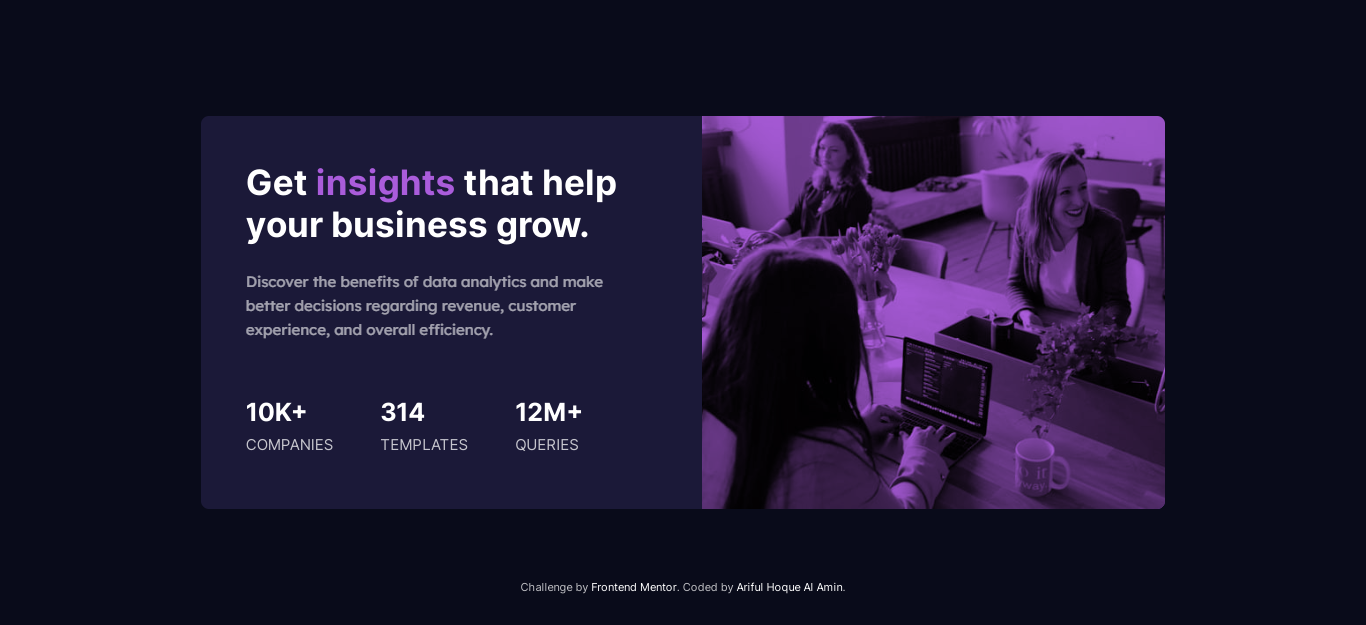 Get insights that help
your business grow.
Discover the benefits of data analytics and make
better decisions regarding revenue, customer
experience, and overall efficiency.
10K+ 314 12M+
COMPANIES TEMPLATES QUERIES
Challenge by Frontend Mentor. Coded by Ariful Hoque Al Amin.